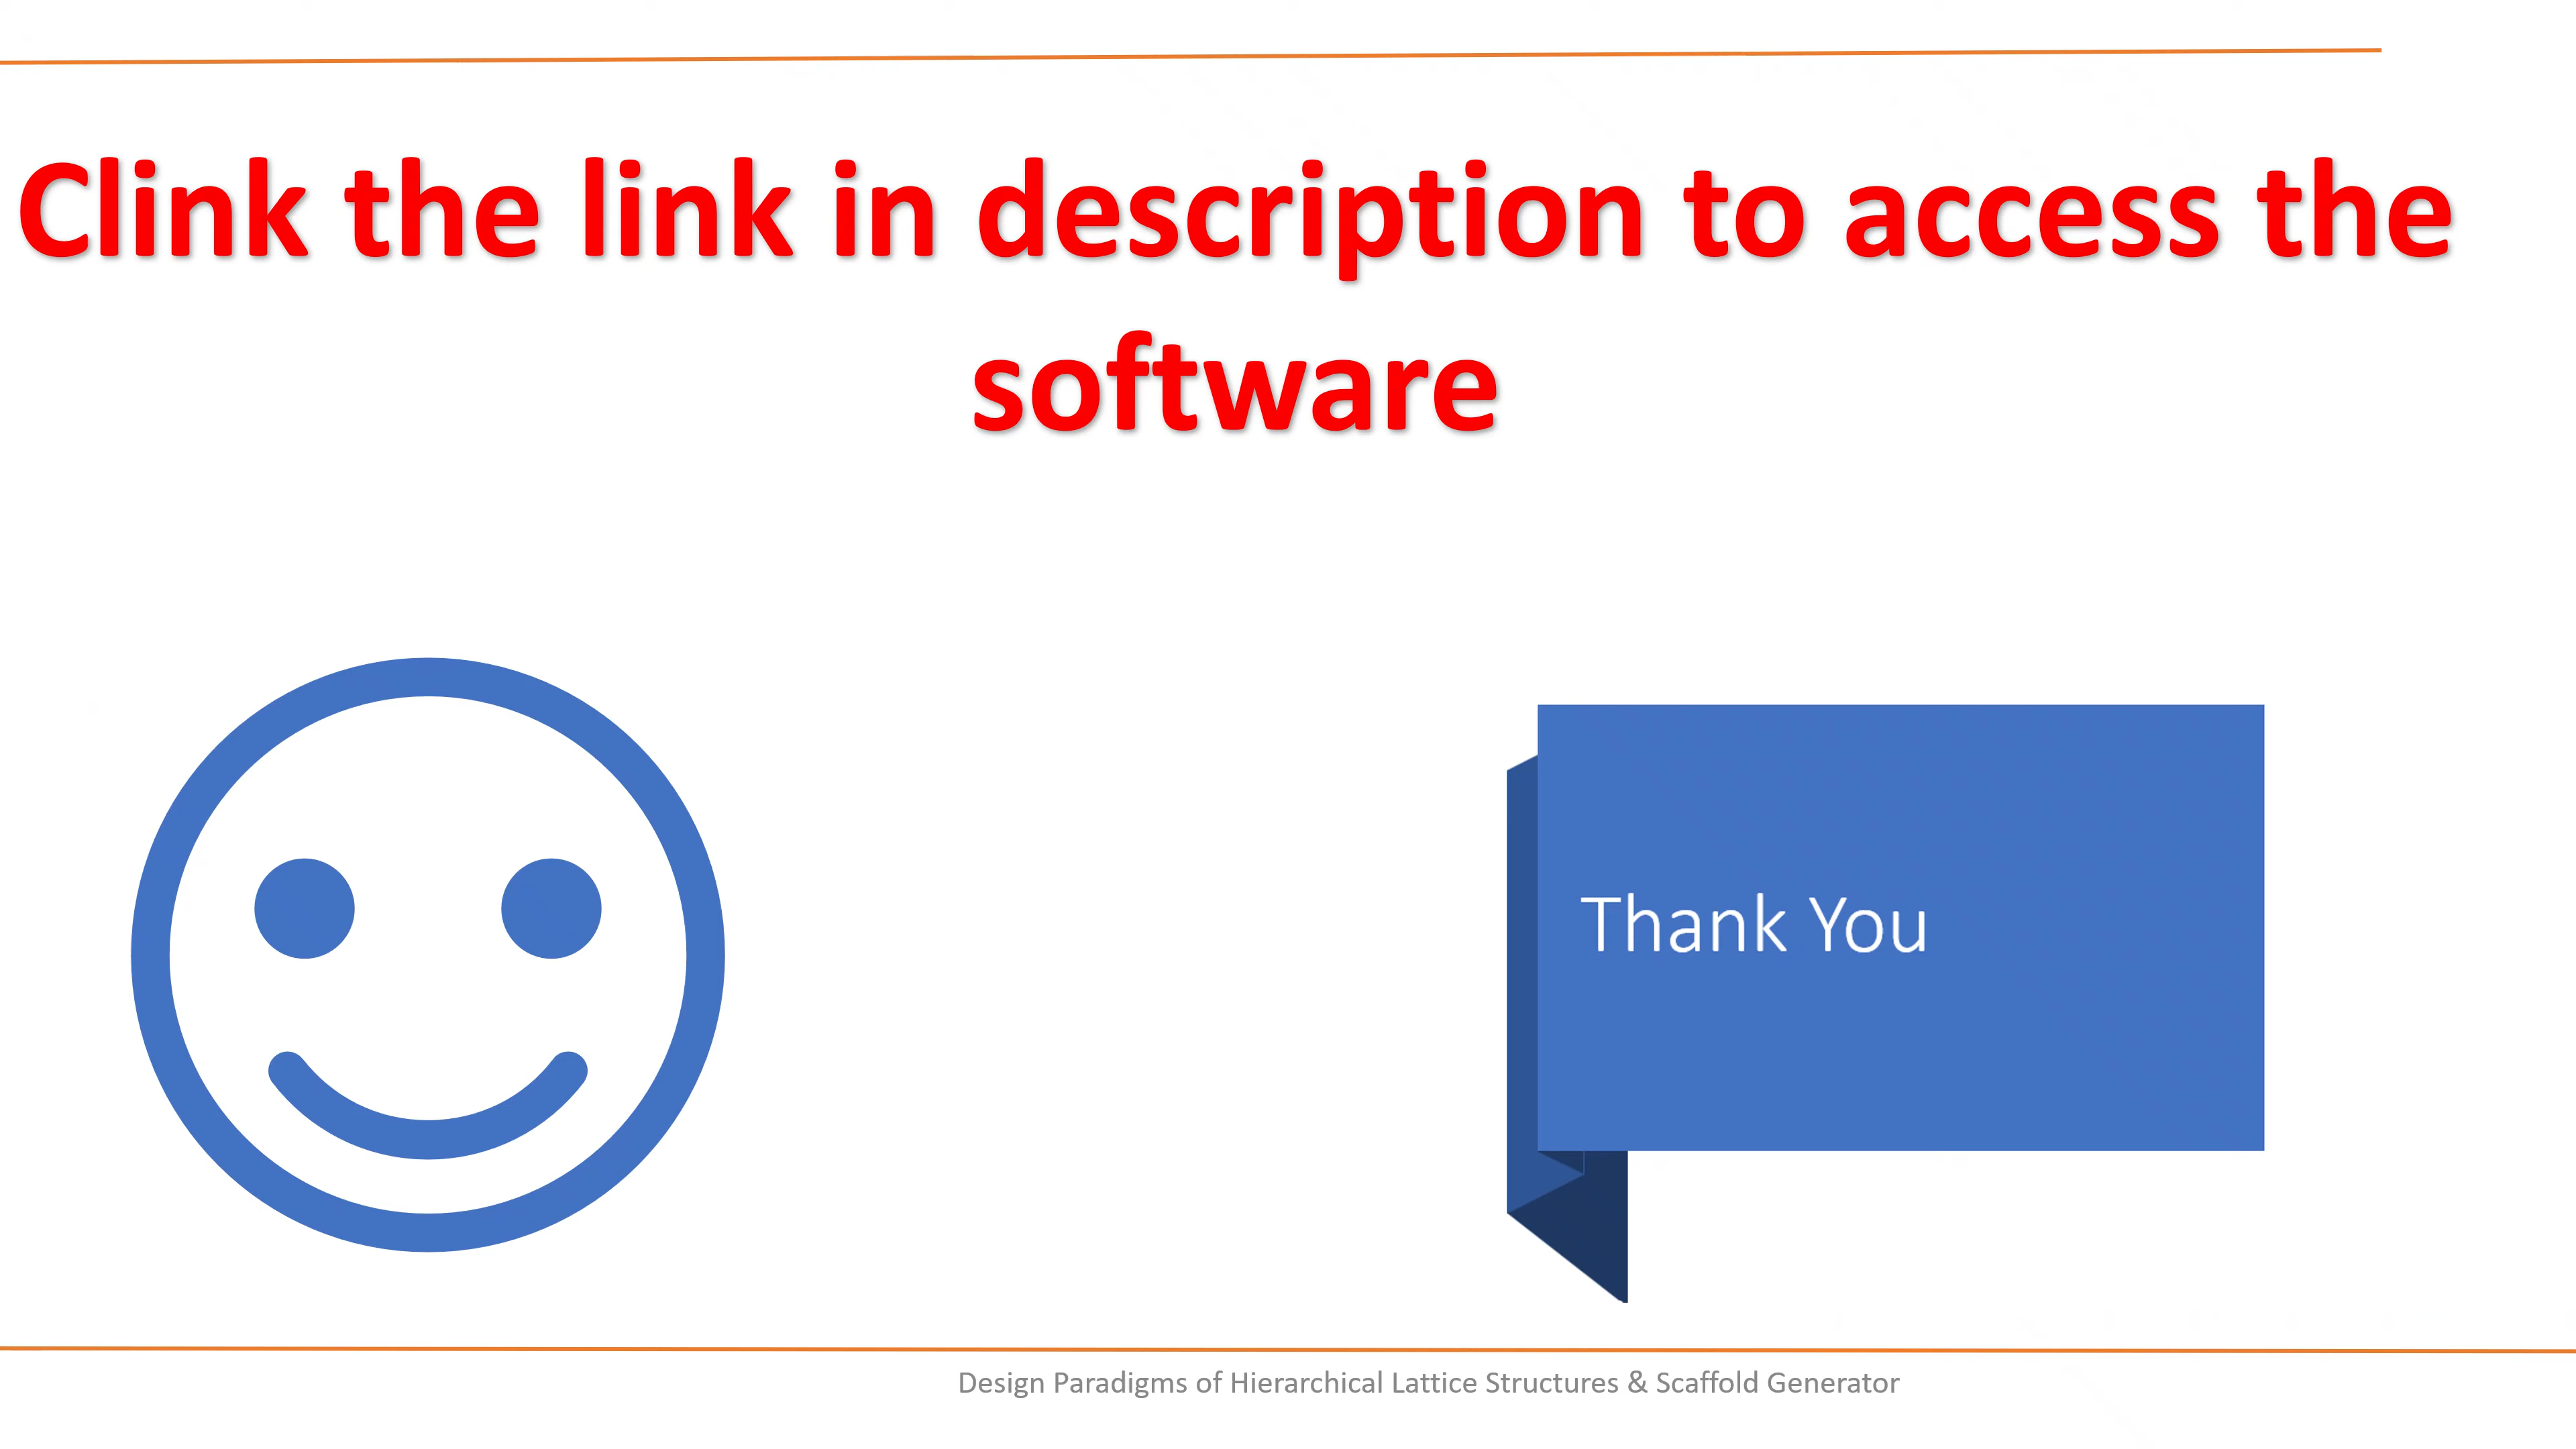 Clink the link in description to access the
software
Thank You
Design Paradigms of Hierarchical Lattice Structures & Scaffold Generator